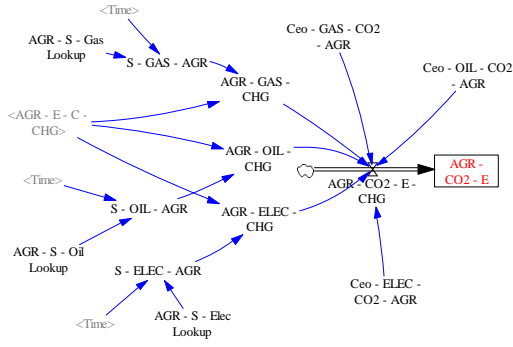 <Time>
AGR - S - Gas
Lookup
S - GAS - AGR
Ceo - GAS - CO2
- AGR
Ceo - OIL - CO2
- AGR
AGR - GAS -
CHG
<AGR - E - C -
CHG>
AGR - OIL -
CHG
AGR -
CO2 - E
AGR - CO2 - E -
CHG
<Time>
S - OIL - AGR
AGR - ELEC -
CHG
AGR - S - Oil
Lookup
S - ELEC - AGR
Ceo - ELEC -
CO2 - AGR
AGR - S - Elec
Lookup
<Time>